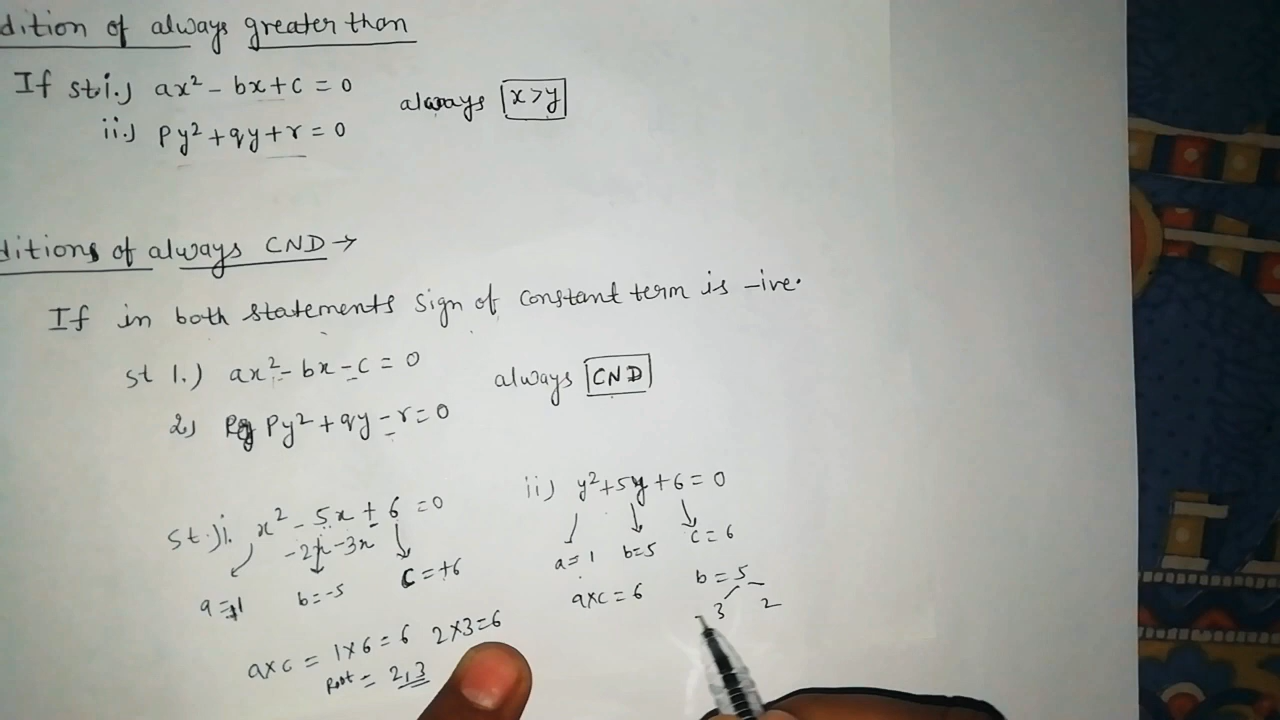 dition of always greater than
If st i.) ax² - bx + c = 0
always x>y
ii.) py² + qy + r = 0
ditions of always CND →
If in both statements sign of constant term is -ive.
st 1.) ax² - bx - c = 0
always CND
2) Py² + qy - r = 0
ii) y² + 5y + 6 = 0
st.) i. x² - 5x + 6 = 0
-2x - 3x
a = 1 b = 5 c = 6
a = +1 b = -5 c = +6
a×c = 6 b = 5
- 3 2
a×c = 1×6 = 6 2×3=6
Root = 2,3